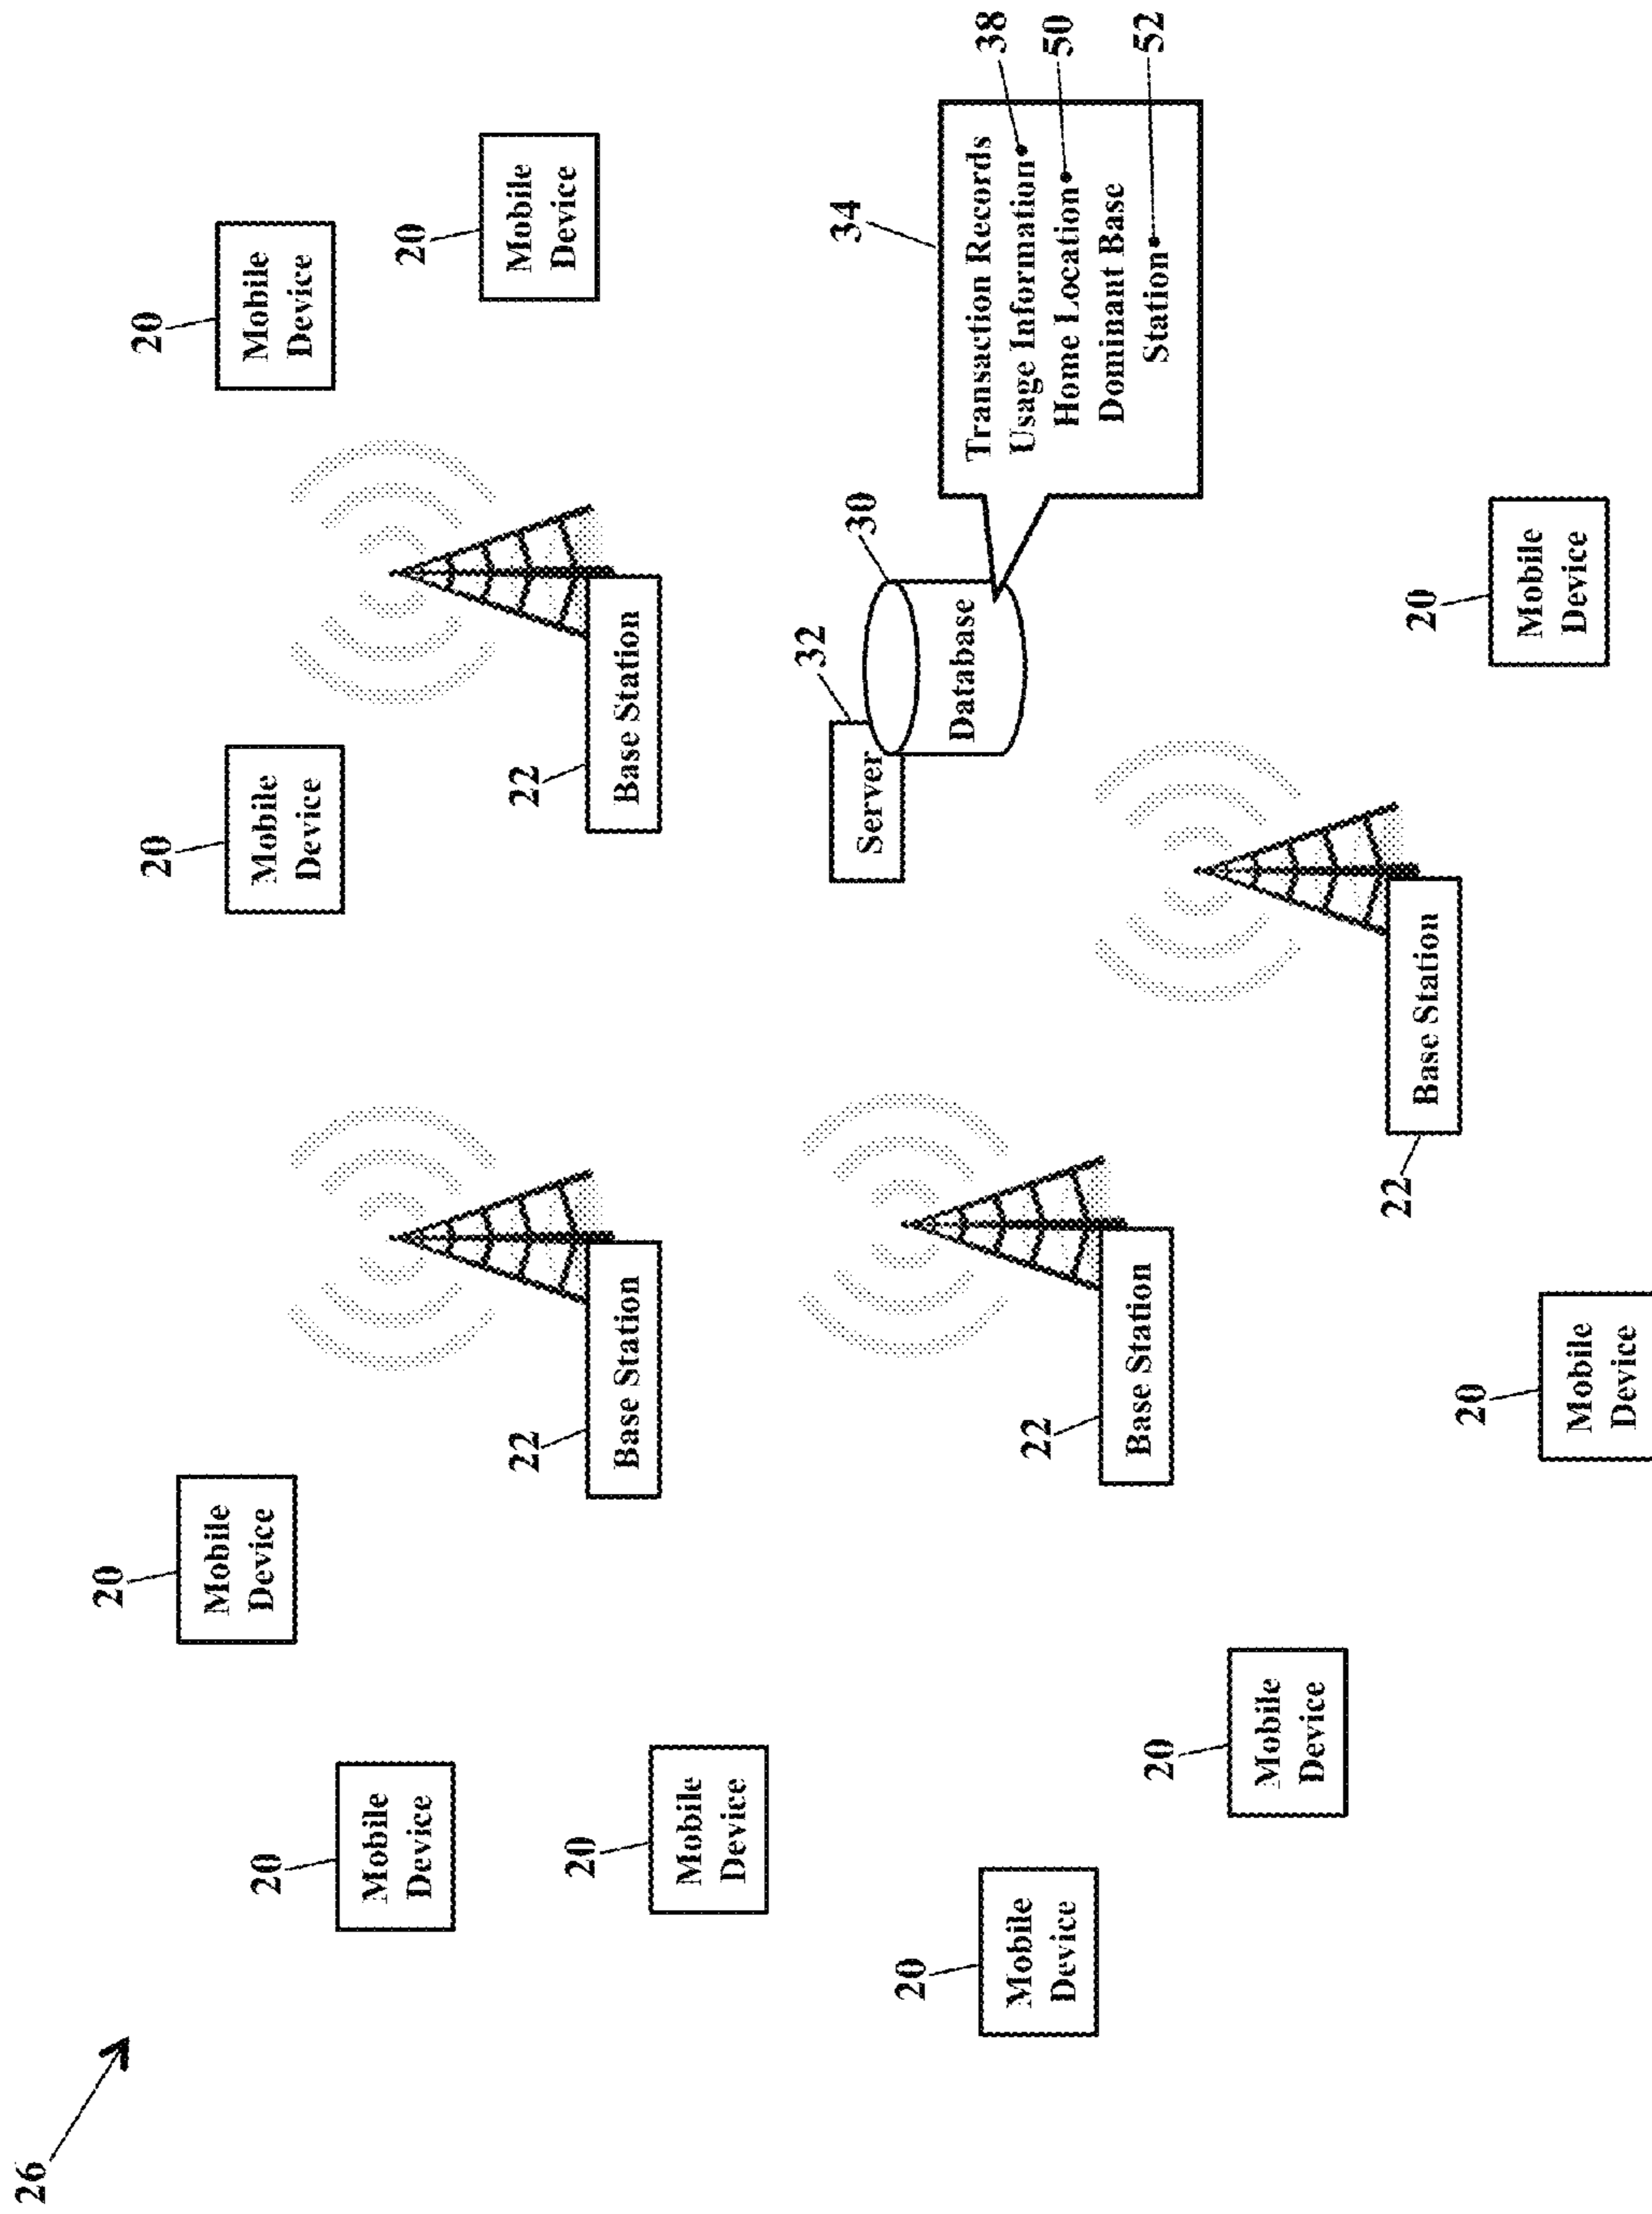 26
20
Mobile
Device
20
Mobile
Device
20
Mobile
Device
20
Mobile
Device
20
Mobile
Device
22
Base Station
22
Base Station
20
Mobile
Device
32
Server
30
Database
34
Transaction Records
Usage Information 38
Home Location 50
Dominant Base
Station 52
20
Mobile
Device
22
Base Station
20
Mobile
Device
22
Base Station
20
Mobile
Device
20
Mobile
Device